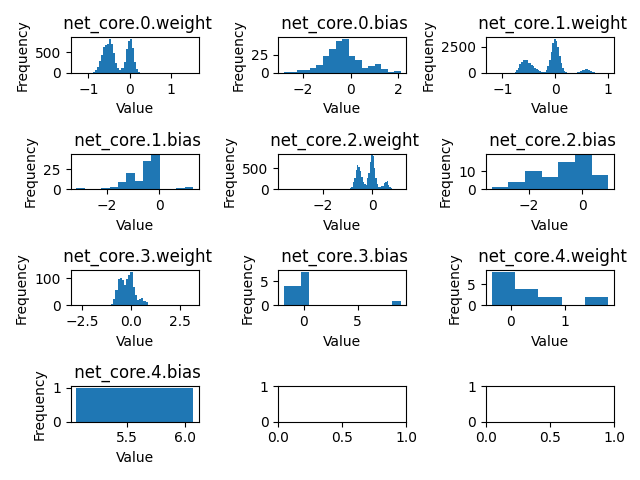 net_core.0.weight
Frequency
500
0
−1
0
1
Value
net_core.0.bias
Frequency
25
0
−2
0
2
Value
net_core.1.weight
Frequency
2500
0
−1
0
1
Value
net_core.1.bias
Frequency
25
0
−2
0
Value
net_core.2.weight
Frequency
500
0
−2
0
Value
net_core.2.bias
Frequency
10
0
−2
0
Value
net_core.3.weight
Frequency
100
0
−2.5
0.0
2.5
Value
net_core.3.bias
Frequency
5
0
0
5
Value
net_core.4.weight
Frequency
5
0
0
1
Value
net_core.4.bias
Frequency
1
0
5.5
6.0
Value
1
0
0.0
0.5
1.0
1
0
0.0
0.5
1.0